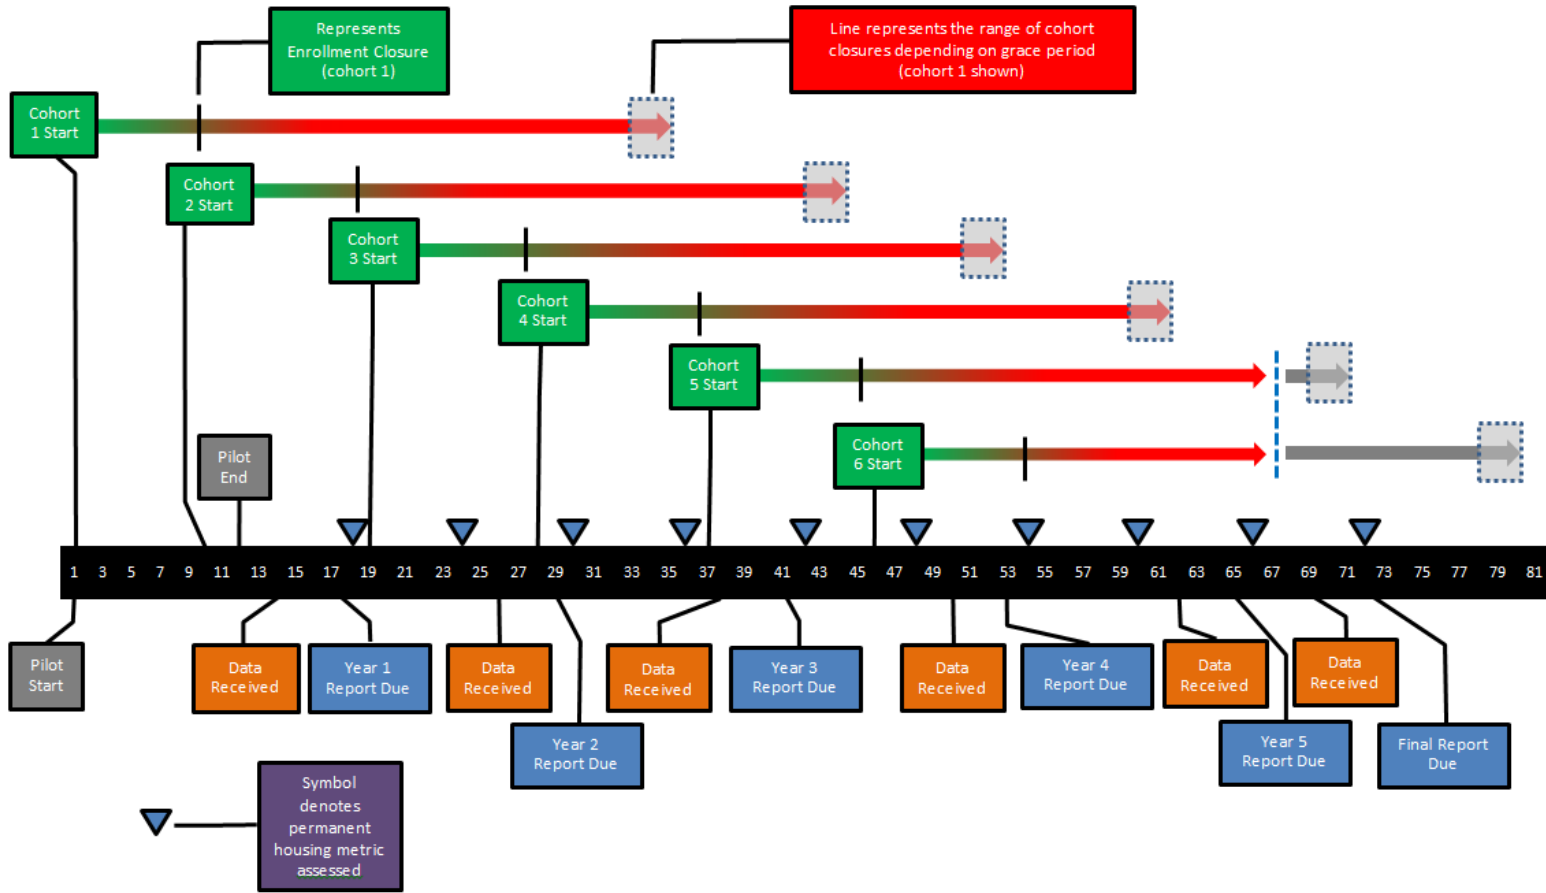 Represents
Enrollment Closure
(cohort 1)
Line represents the range of cohort
closures depending on grace period
(cohort 1 shown)
Cohort
1 Start
Cohort
2 Start
Cohort
3 Start
Cohort
4 Start
Cohort
5 Start
Cohort
6 Start
Pilot
End
1 3 5 7 9 11 13 15 17 19 21 23 25 27 29 31 33 35 37 39 41 43 45 47 49 51 53 55 57 59 61 63 65 67 69 71 73 75 77 79 81
Pilot
Start
Data
Received
Year 1
Report Due
Data
Received
Year 2
Report Due
Data
Received
Year 3
Report Due
Data
Received
Year 4
Report Due
Data
Received
Year 5
Report Due
Data
Received
Final Report
Due
Symbol
denotes
permanent
housing metric
assessed